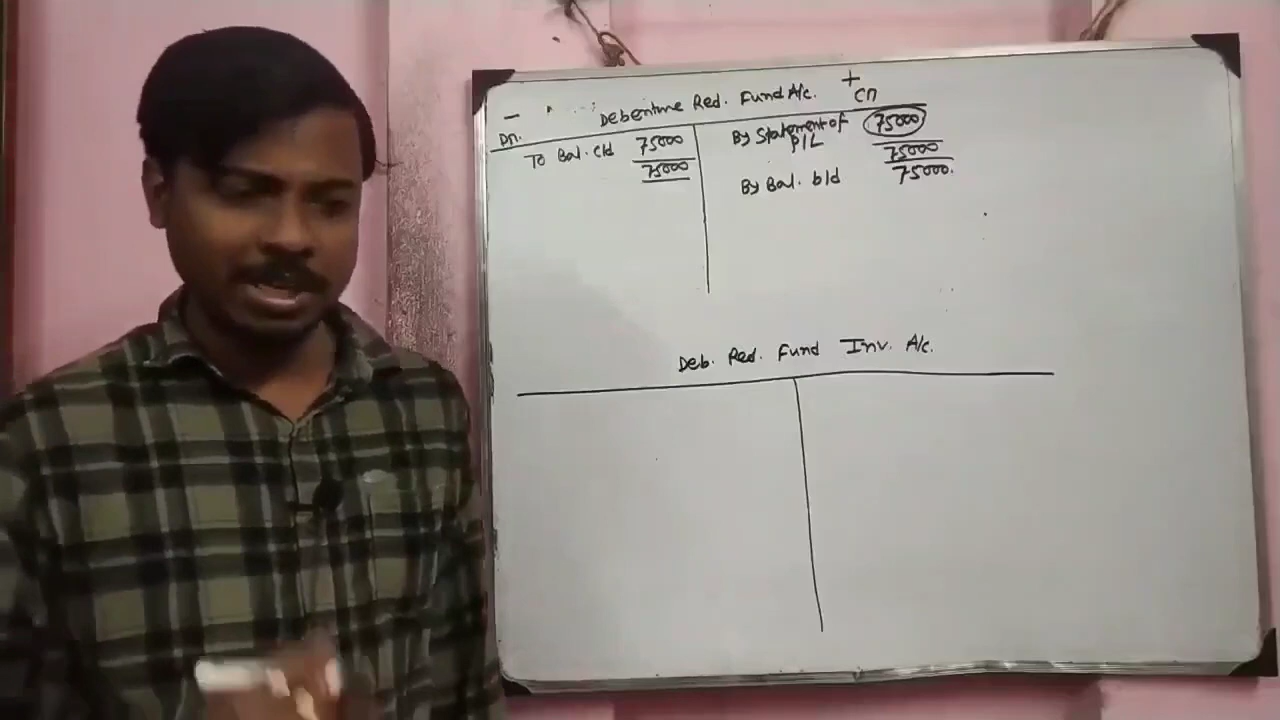 Debenture Red. Fund A/c.
- +
Dr. Cr
To Bal. c/d 75000 By Statement of P/L 75000
75000 75000
By Bal. b/d 75000.
Deb. Red. Fund Inv. A/c.